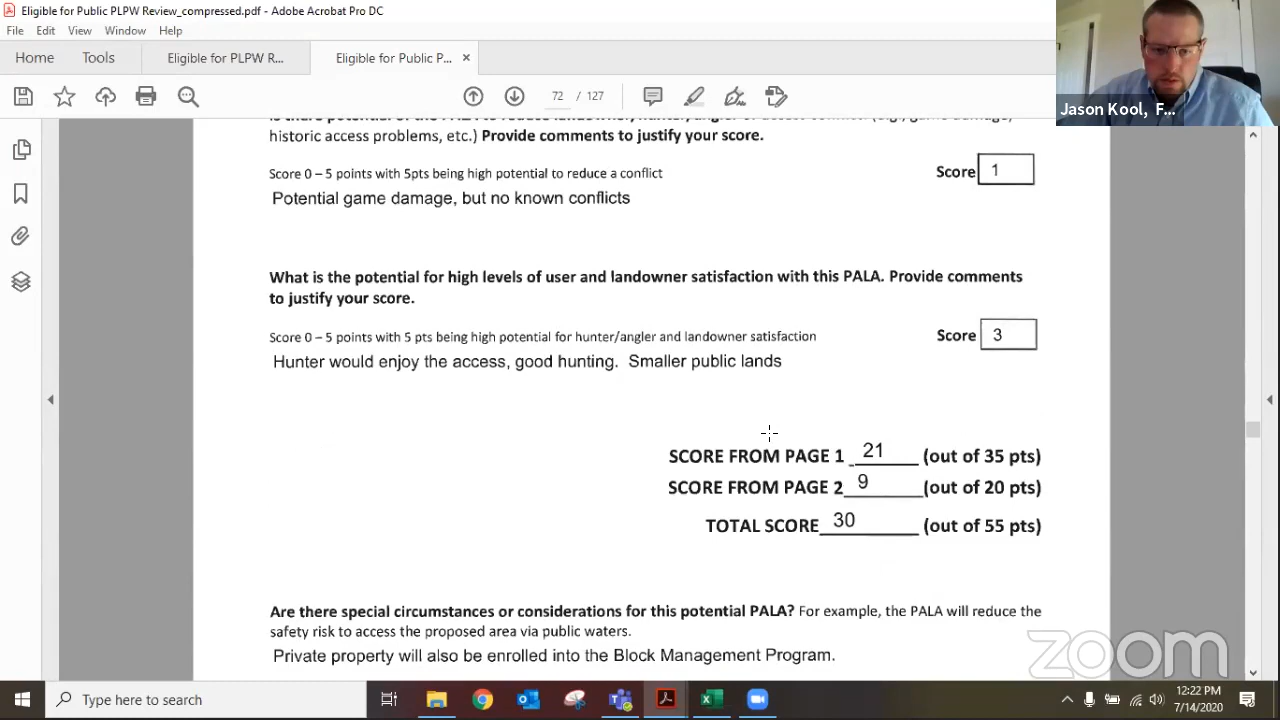 Eligible for Public PLPW Review_compressed.pdf - Adobe Acrobat Pro DC
File Edit View Window Help
Home Tools Eligible for PLPW R... Eligible for Public P... ×
72 / 127
Jason Kool, F...
historic access problems, etc.) Provide comments to justify your score.
Score 0 – 5 points with 5pts being high potential to reduce a conflict
Score 1
Potential game damage, but no known conflicts
What is the potential for high levels of user and landowner satisfaction with this PALA. Provide comments
to justify your score.
Score 0 – 5 points with 5 pts being high potential for hunter/angler and landowner satisfaction
Score 3
Hunter would enjoy the access, good hunting. Smaller public lands
SCORE FROM PAGE 1 21 (out of 35 pts)
SCORE FROM PAGE 2 9 (out of 20 pts)
TOTAL SCORE 30 (out of 55 pts)
Are there special circumstances or considerations for this potential PALA? For example, the PALA will reduce the
safety risk to access the proposed area via public waters.
Private property will also be enrolled into the Block Management Program.
zoom
Type here to search
12:22 PM
7/14/2020